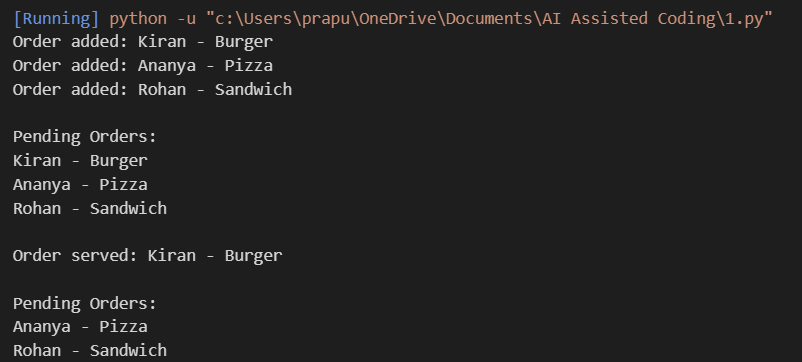 [Running] python -u "c:\Users\prapu\OneDrive\Documents\AI Assisted Coding\1.py"
Order added: Kiran - Burger
Order added: Ananya - Pizza
Order added: Rohan - Sandwich

Pending Orders:
Kiran - Burger
Ananya - Pizza
Rohan - Sandwich

Order served: Kiran - Burger

Pending Orders:
Ananya - Pizza
Rohan - Sandwich